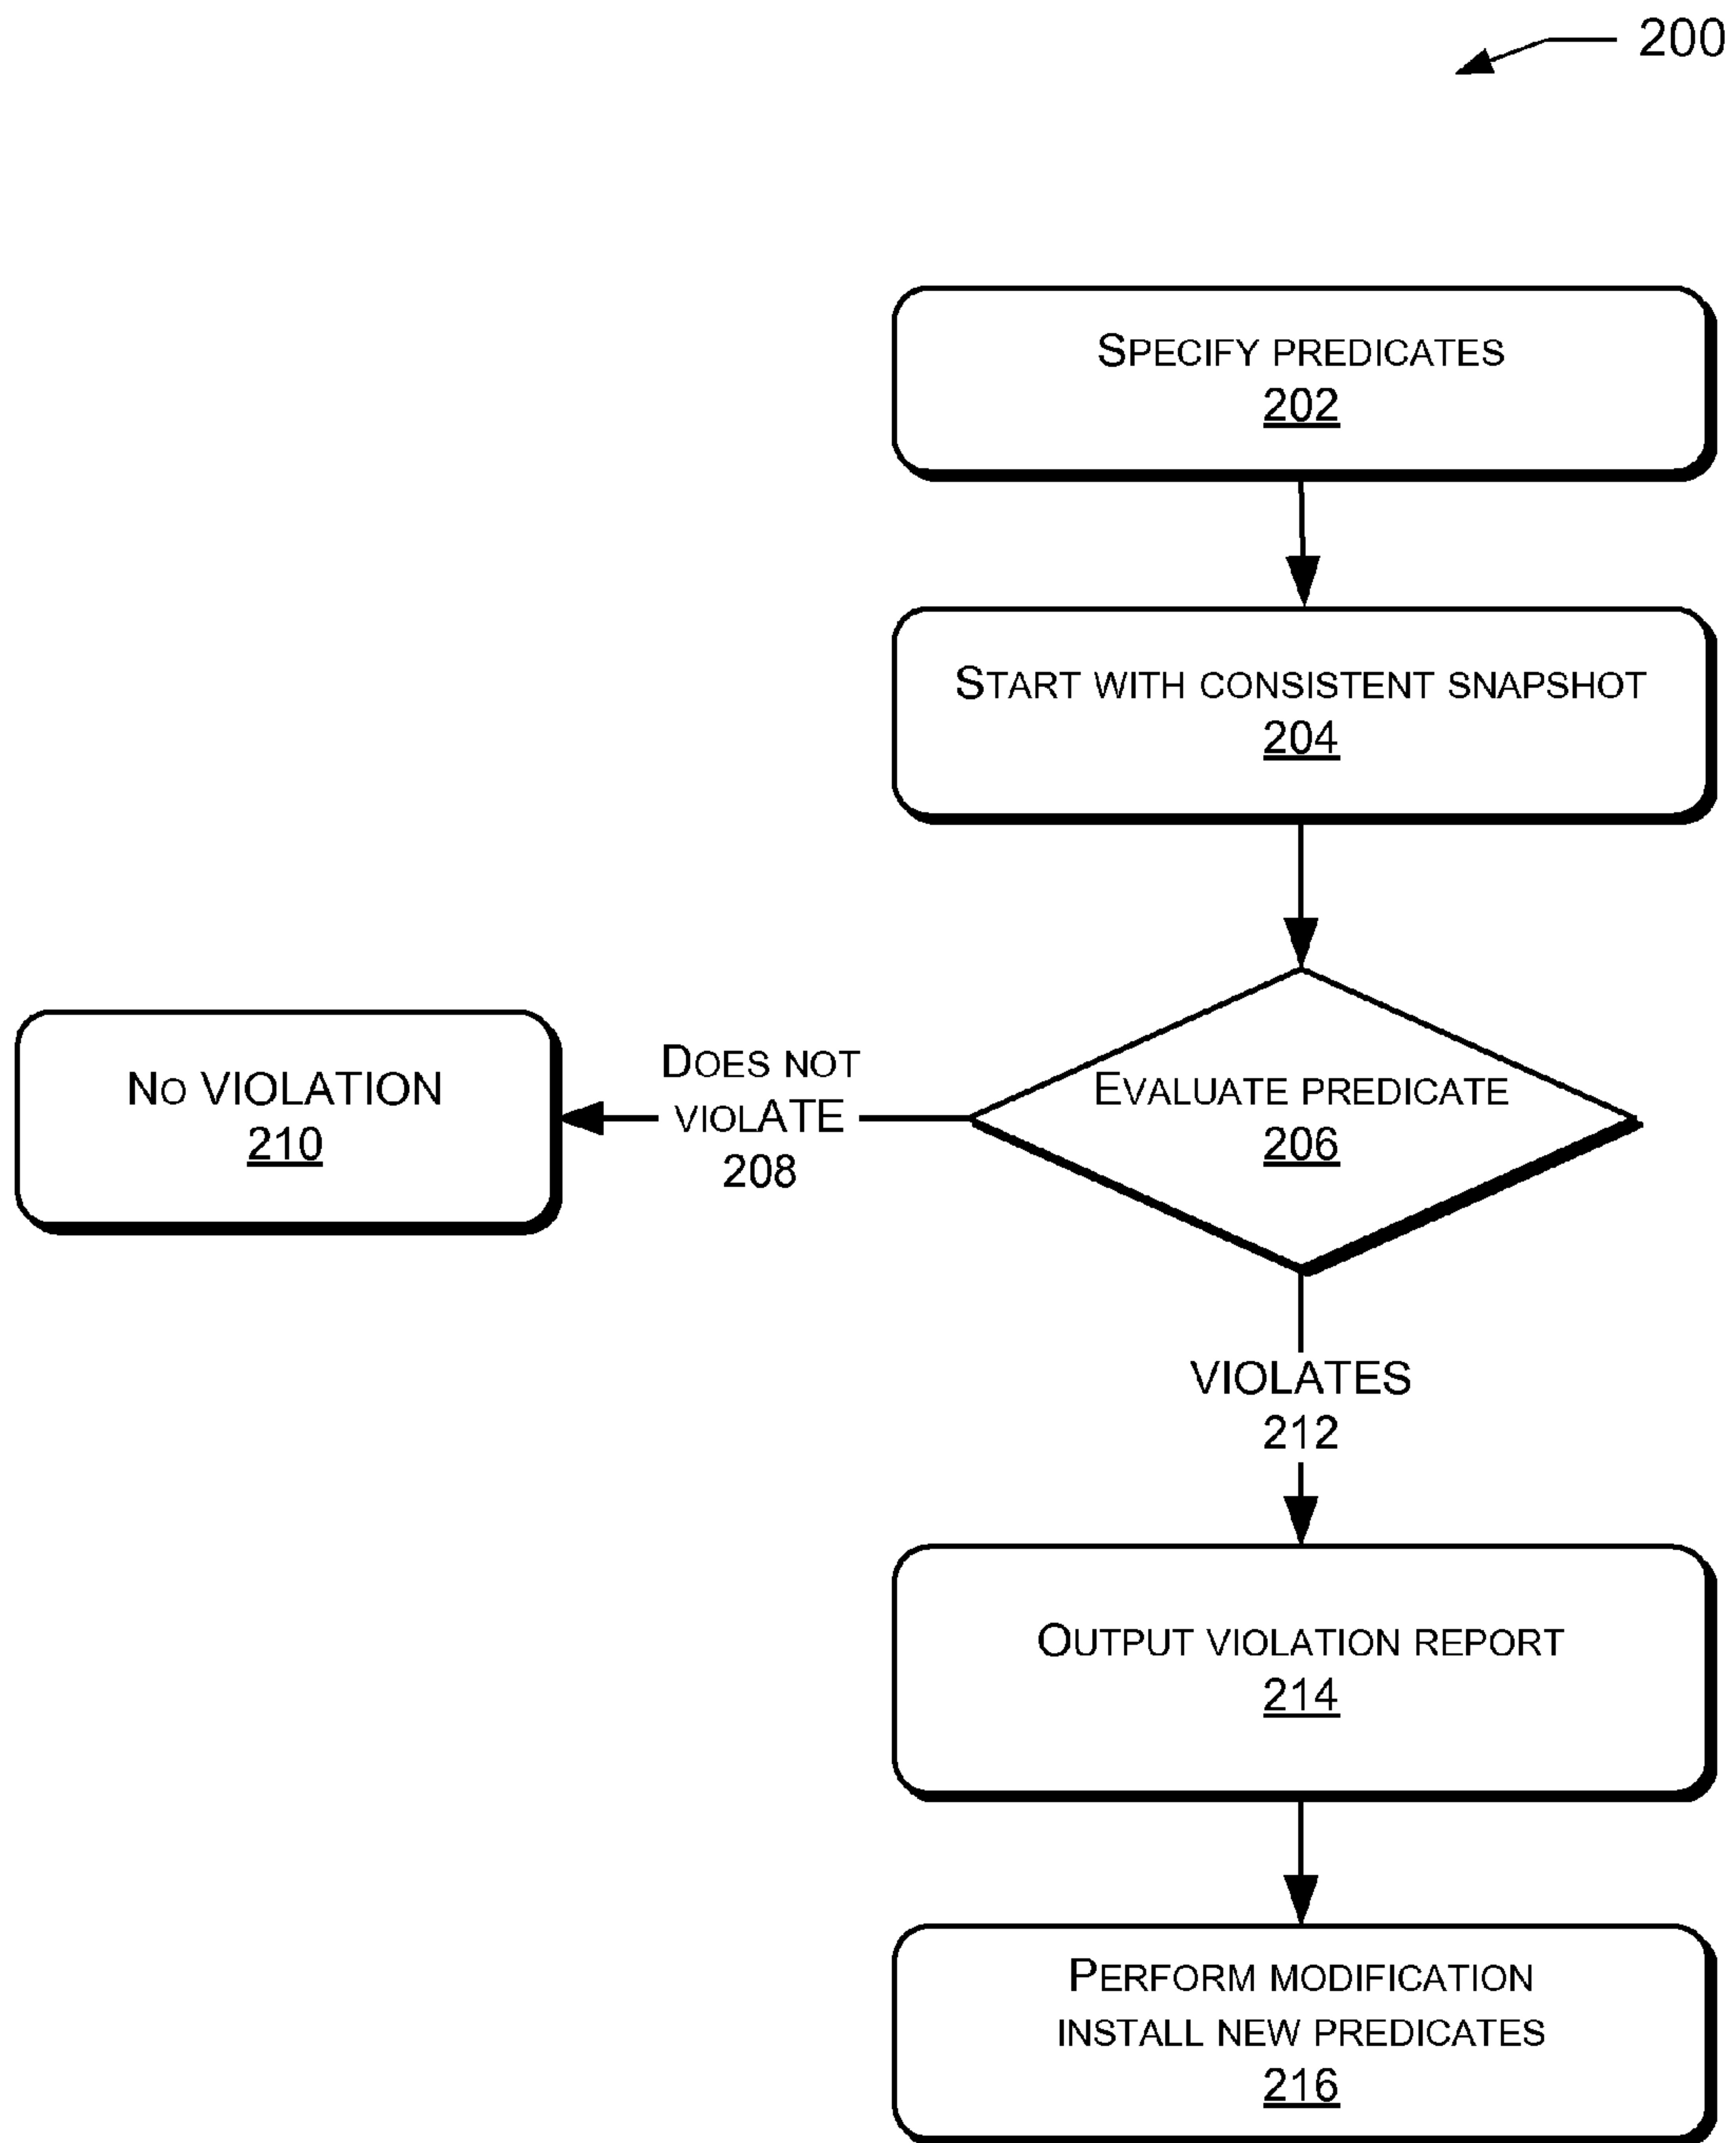 200
SPECIFY PREDICATES
202
START WITH CONSISTENT SNAPSHOT
204
EVALUATE PREDICATE
206
DOES NOT
VIOLATE
208
NO VIOLATION
210
VIOLATES
212
OUTPUT VIOLATION REPORT
214
PERFORM MODIFICATION
INSTALL NEW PREDICATES
216